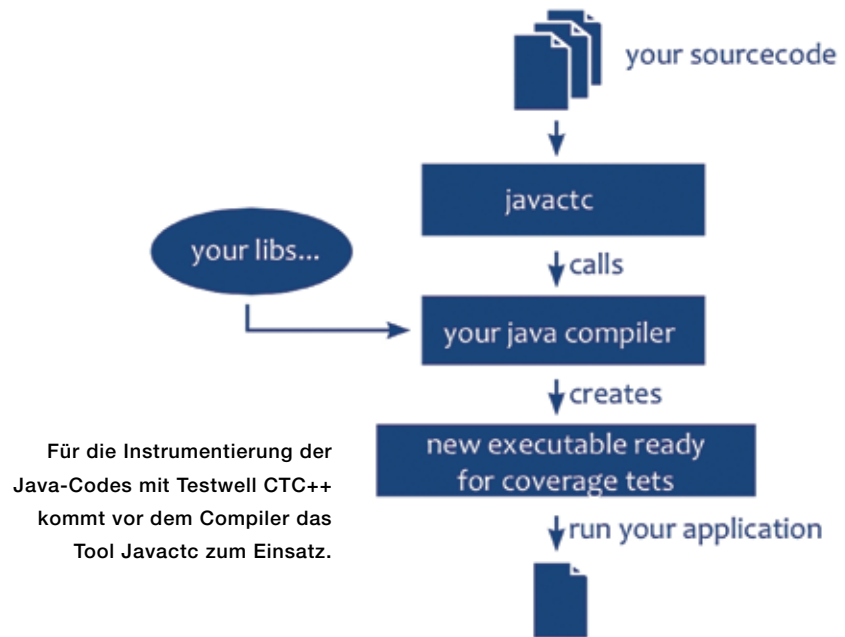 your sourcecode
javactc
calls
your libs...
your java compiler
creates
new executable ready
for coverage tets
run your application
Für die Instrumentierung der
Java-Codes mit Testwell CTC++
kommt vor dem Compiler das
Tool Javactc zum Einsatz.